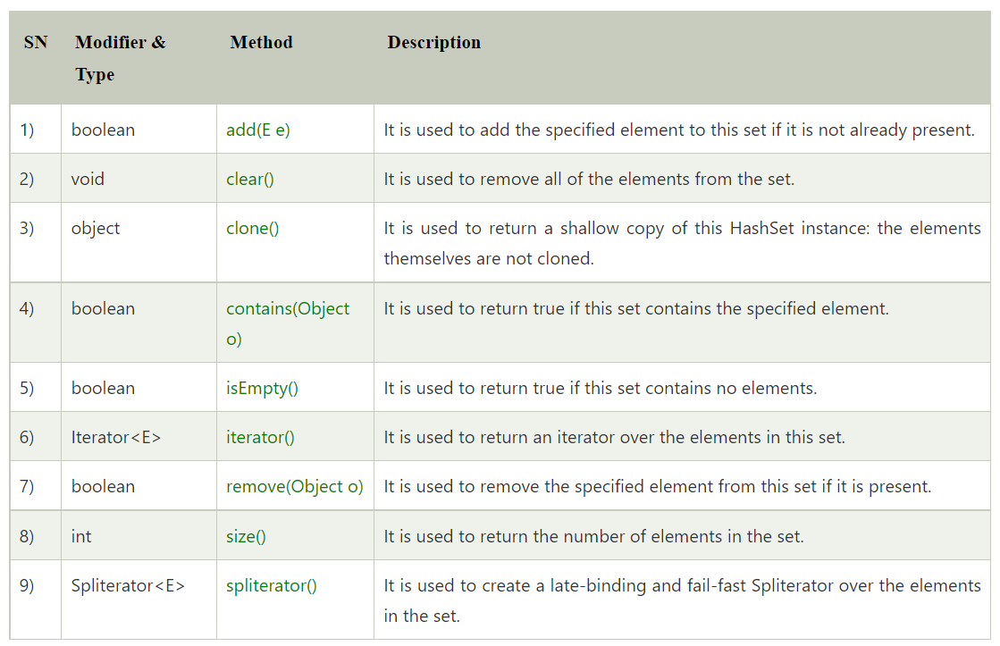 SN Modifier & Type Method Description
1) boolean add(E e) It is used to add the specified element to this set if it is not already present.
2) void clear() It is used to remove all of the elements from the set.
3) object clone() It is used to return a shallow copy of this HashSet instance: the elements
themselves are not cloned.
4) boolean contains(Object o) It is used to return true if this set contains the specified element.
5) boolean isEmpty() It is used to return true if this set contains no elements.
6) Iterator<E> iterator() It is used to return an iterator over the elements in this set.
7) boolean remove(Object o) It is used to remove the specified element from this set if it is present.
8) int size() It is used to return the number of elements in the set.
9) Spliterator<E> spliterator() It is used to create a late-binding and fail-fast Spliterator over the elements
in the set.